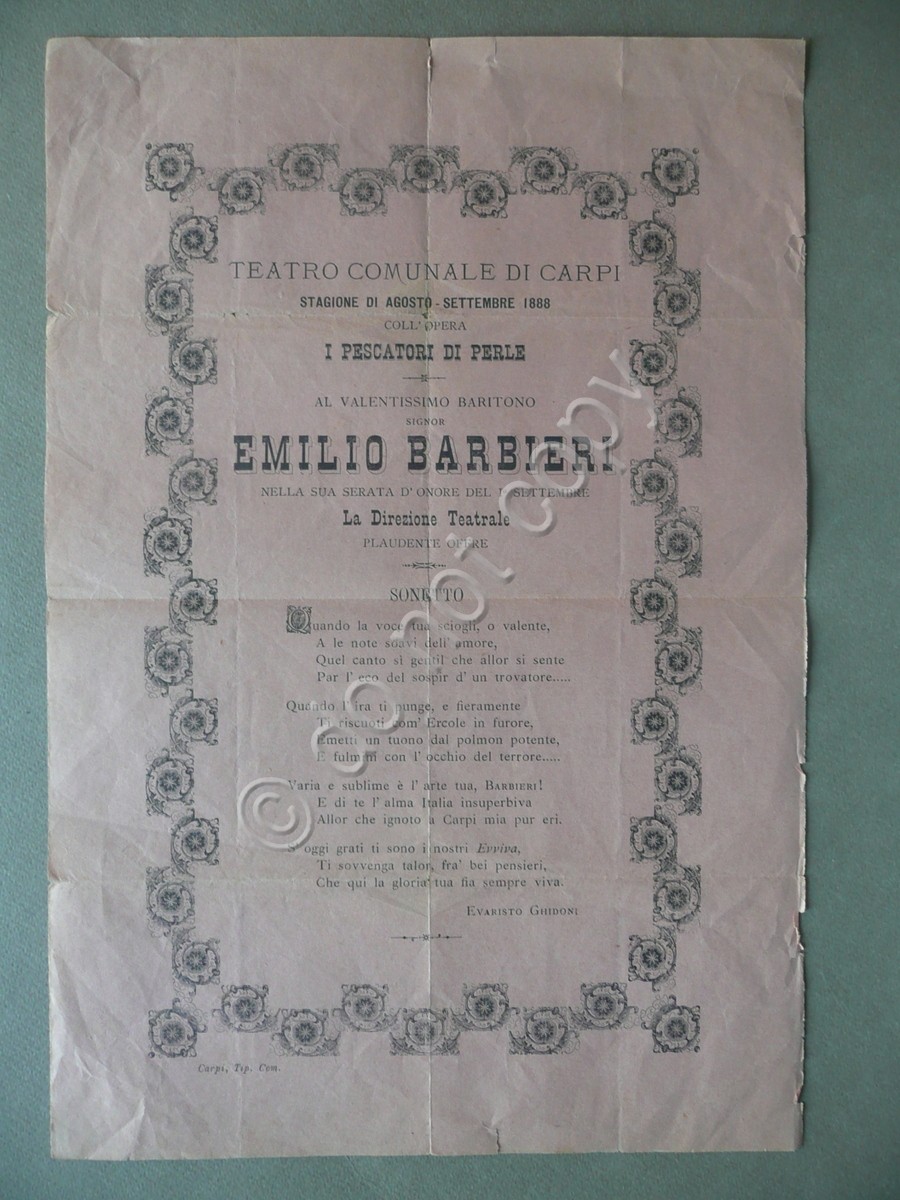 TEATRO COMUNALE DI CARPI
STAGIONE DI AGOSTO - SETTEMBRE 1888
COLL' OPERA
I PESCATORI DI PERLE
AL VALENTISSIMO BARITONO
SIGNOR
EMILIO BARBIERI
NELLA SUA SERATA D' ONORE DEL SETTEMBRE
La Direzione Teatrale
PLAUDENTE OFFRE
SONETTO
Quando la voce tua sciogli, o valente,
A le note soavi dell' amore,
Quel canto sì gentil che allor si sente
Par l' eco del sospir d' un trovatore.....
Quando l' ira ti punge, e fieramente
Ti riscuoti com' Ercole in furore,
Emetti un tuono dal polmon potente,
E fulmini con l' occhio del terrore.....
Varia e sublime è l' arte tua, BARBIERI!
E di te l' alma Italia insuperbiva
Allor che ignoto a Carpi mia pur eri.
S' oggi grati ti sono i nostri Evviva,
Ti sovvenga talor, fra' bei pensieri,
Che qui la gloria tua fia sempre viva.
EVARISTO GHIDONI
Carpi, Tip. Com.
© do not copy